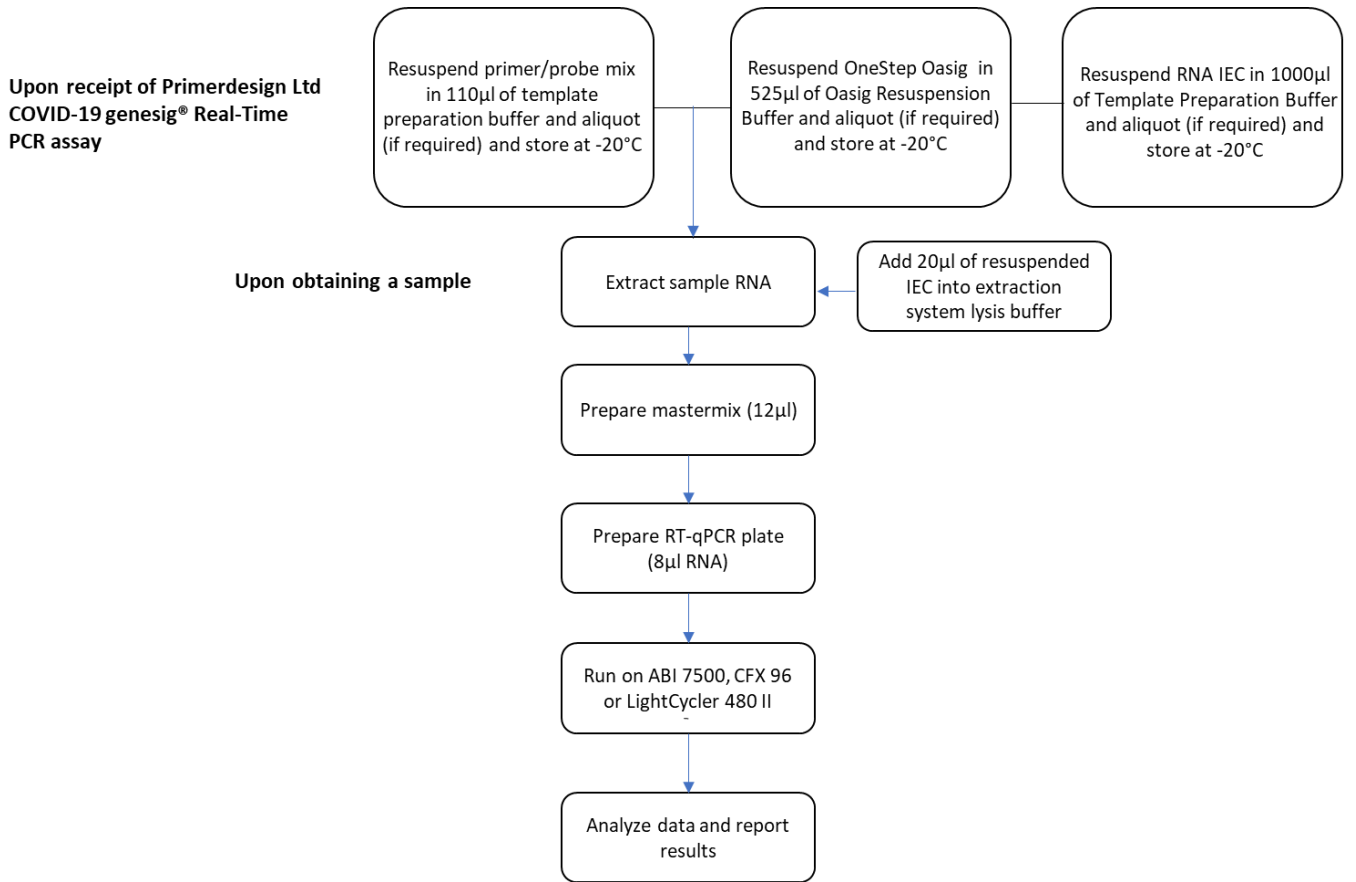 Upon receipt of Primerdesign Ltd
COVID-19 genesig® Real-Time
PCR assay
Resuspend primer/probe mix
in 110µl of template
preparation buffer and aliquot
(if required) and store at -20°C
Resuspend OneStep Oasig in
525µl of Oasig Resuspension
Buffer and aliquot (if required)
and store at -20°C
Resuspend RNA IEC in 1000µl
of Template Preparation Buffer
and aliquot (if required) and
store at -20°C
Upon obtaining a sample
Extract sample RNA
Add 20µl of resuspended
IEC into extraction
system lysis buffer
Prepare mastermix (12µl)
Prepare RT-qPCR plate
(8µl RNA)
Run on ABI 7500, CFX 96
or LightCycler 480 II
Analyze data and report
results